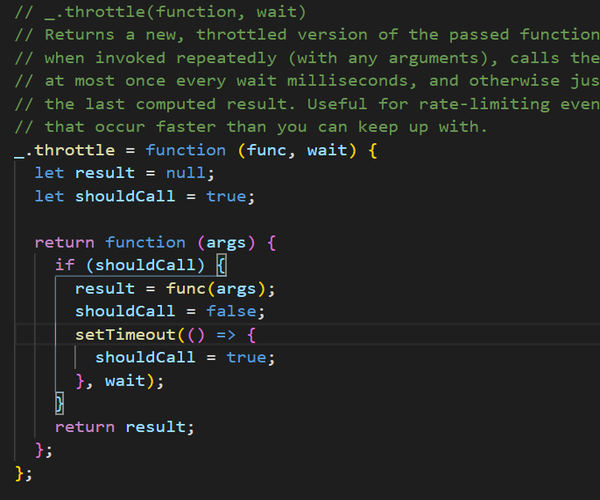 // _.throttle(function, wait)
// Returns a new, throttled version of the passed function
// when invoked repeatedly (with any arguments), calls the
// at most once every wait milliseconds, and otherwise jus
// the last computed result. Useful for rate-limiting even
// that occur faster than you can keep up with.
_.throttle = function (func, wait) {
  let result = null;
  let shouldCall = true;

  return function (args) {
    if (shouldCall) {
      result = func(args);
      shouldCall = false;
      setTimeout(() => {
        shouldCall = true;
      }, wait);
    }
    return result;
  };
};